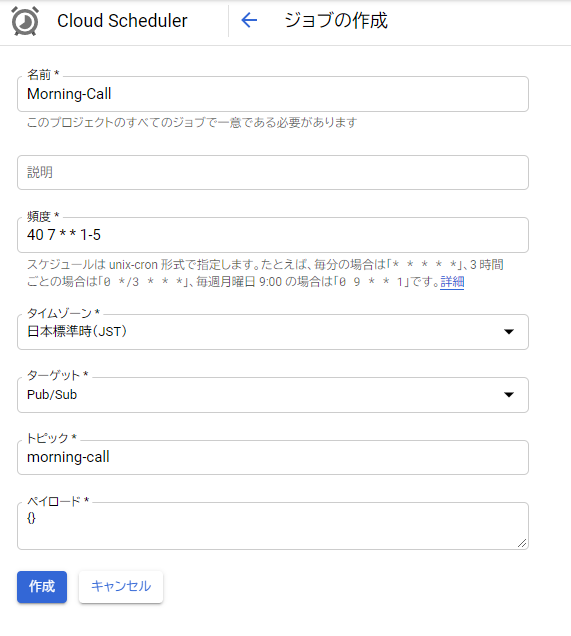 Cloud Scheduler
ジョブの作成
名前 *
Morning-Call
このプロジェクトのすべてのジョブで一意である必要があります
説明
頻度 *
40 7 * * 1-5
スケジュールは unix-cron 形式で指定します。たとえば、毎分の場合は「* * * * *」、3 時間
ごとの場合は「0 */3 * * *」、毎週月曜日 9:00 の場合は「0 9 * * 1」です。詳細
タイムゾーン *
日本標準時（JST）
ターゲット *
Pub/Sub
トピック *
morning-call
ペイロード *
{}
作成
キャンセル